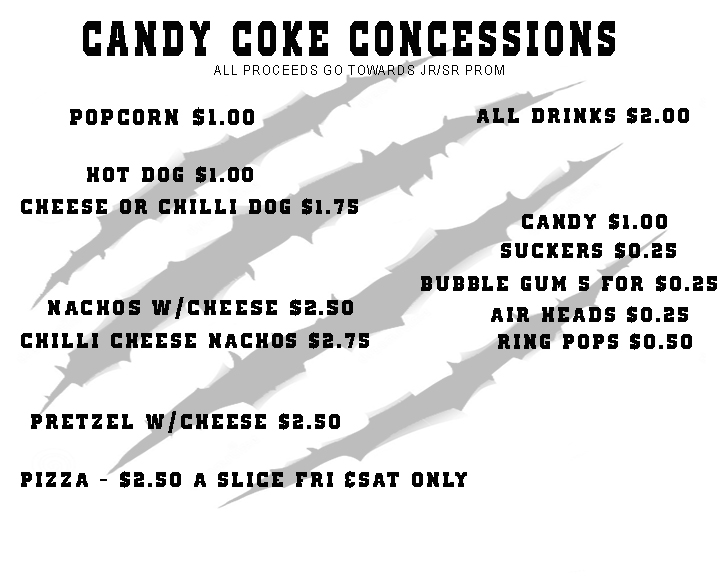 CANDY COKE CONCESSIONS
ALL PROCEEDS GO TOWARDS JR/SR PROM
POPCORN $1.00
ALL DRINKS $2.00
HOT DOG $1.00
CHEESE OR CHILLI DOG $1.75
CANDY $1.00
SUCKERS $0.25
BUBBLE GUM 5 FOR $0.25
NACHOS W/CHEESE $2.50
AIR HEADS $0.25
CHILLI CHEESE NACHOS $2.75
RING POPS $0.50
PRETZEL W/CHEESE $2.50
PIZZA - $2.50 A SLICE FRI &SAT ONLY